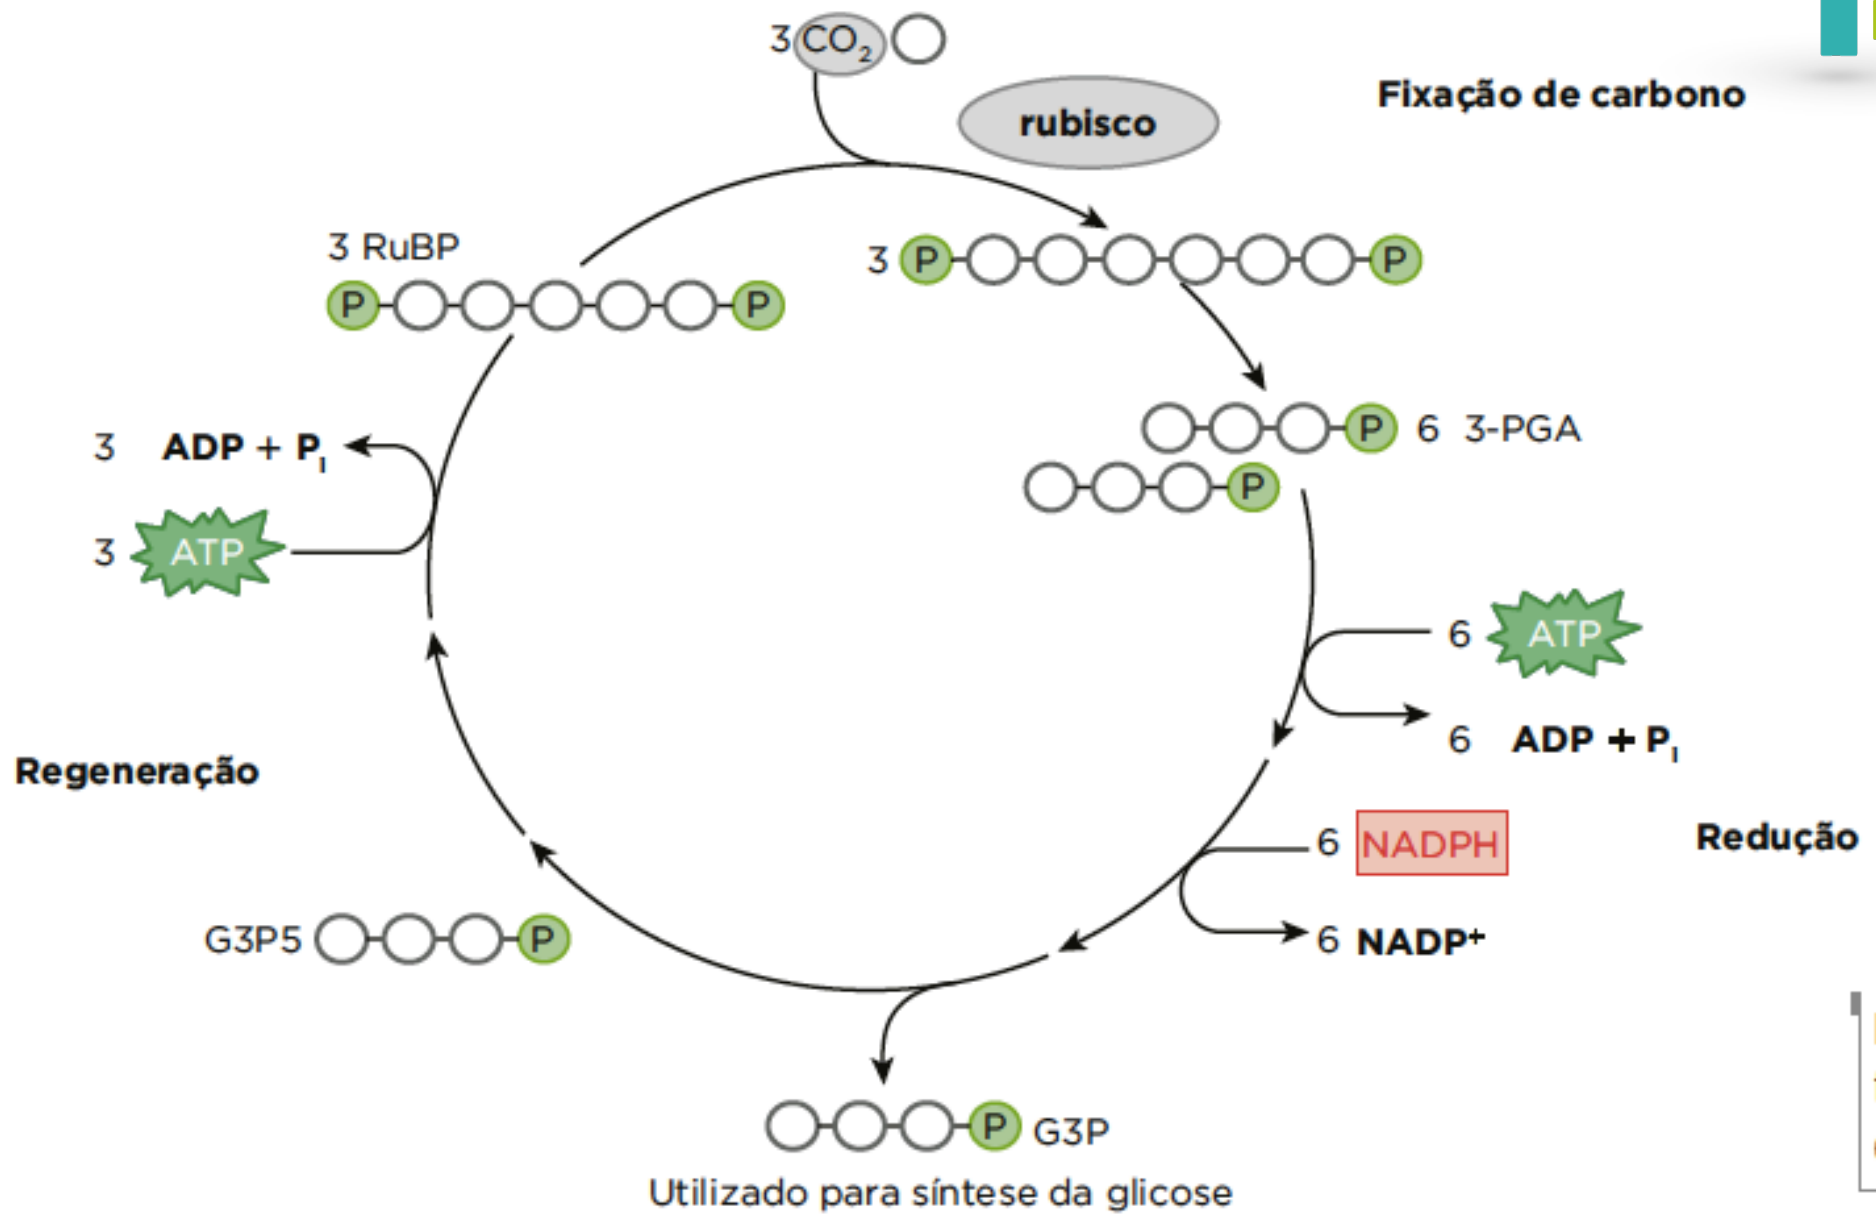 3 CO₂
Fixação de carbono
rubisco
3 RuBP
P P
3 P P
P 6 3-PGA
P
3 ADP + Pᵢ
3 ATP
6 ATP
6 ADP + Pᵢ
Regeneração
6 NADPH
Redução
6 NADP⁺
G3P5 P
P G3P
Utilizado para síntese da glicose